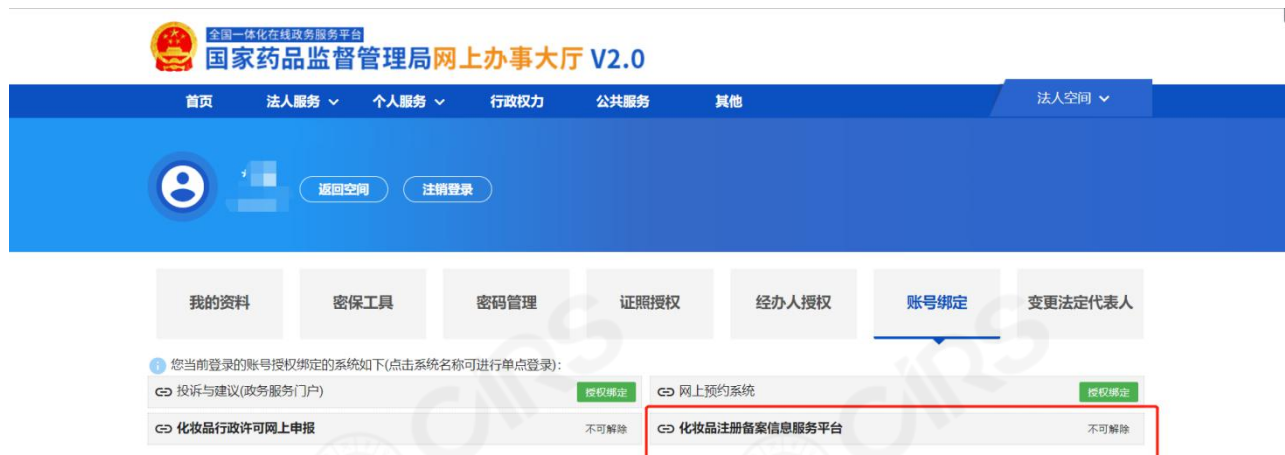 全国一体化在线政务服务平台
国家药品监督管理局网上办事大厅 V2.0
首页 法人服务 个人服务 行政权力 公共服务 其他 法人空间
返回空间 注销登录
我的资料 密保工具 密码管理 证照授权 经办人授权 账号绑定 变更法定代表人
您当前登录的账号授权绑定的系统如下(点击系统名称可进行单点登录):
投诉与建议(政务服务门户) 授权绑定 网上预约系统 授权绑定
化妆品行政许可网上申报 不可解除 化妆品注册备案信息服务平台 不可解除
CIRS
CIRS